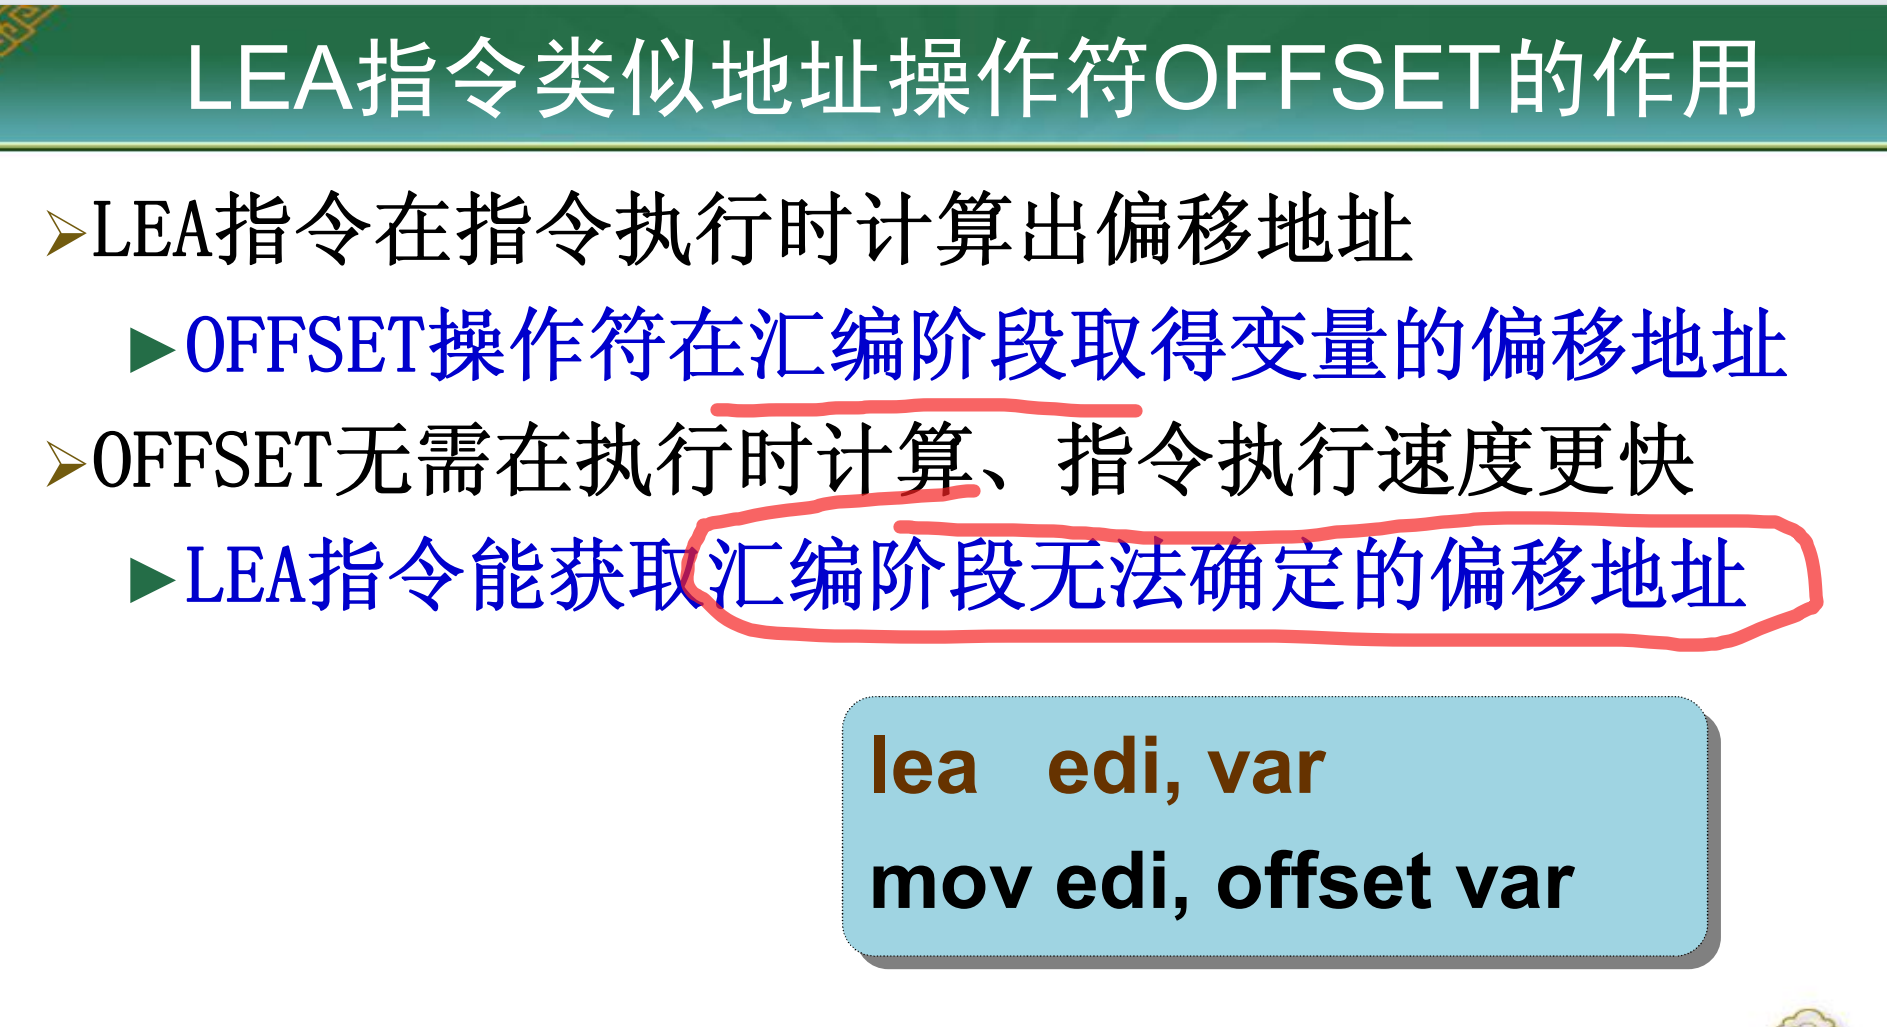 LEA指令类似地址操作符OFFSET的作用
LEA指令在指令执行时计算出偏移地址
OFFSET操作符在汇编阶段取得变量的偏移地址
OFFSET无需在执行时计算、指令执行速度更快
LEA指令能获取汇编阶段无法确定的偏移地址
lea edi, var
mov edi, offset var